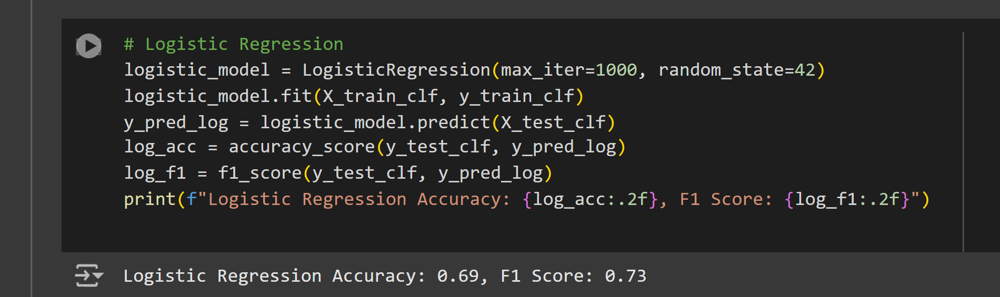 # Logistic Regression
logistic_model = LogisticRegression(max_iter=1000, random_state=42)
logistic_model.fit(X_train_clf, y_train_clf)
y_pred_log = logistic_model.predict(X_test_clf)
log_acc = accuracy_score(y_test_clf, y_pred_log)
log_f1 = f1_score(y_test_clf, y_pred_log)
print(f"Logistic Regression Accuracy: {log_acc:.2f}, F1 Score: {log_f1:.2f}")
Logistic Regression Accuracy: 0.69, F1 Score: 0.73